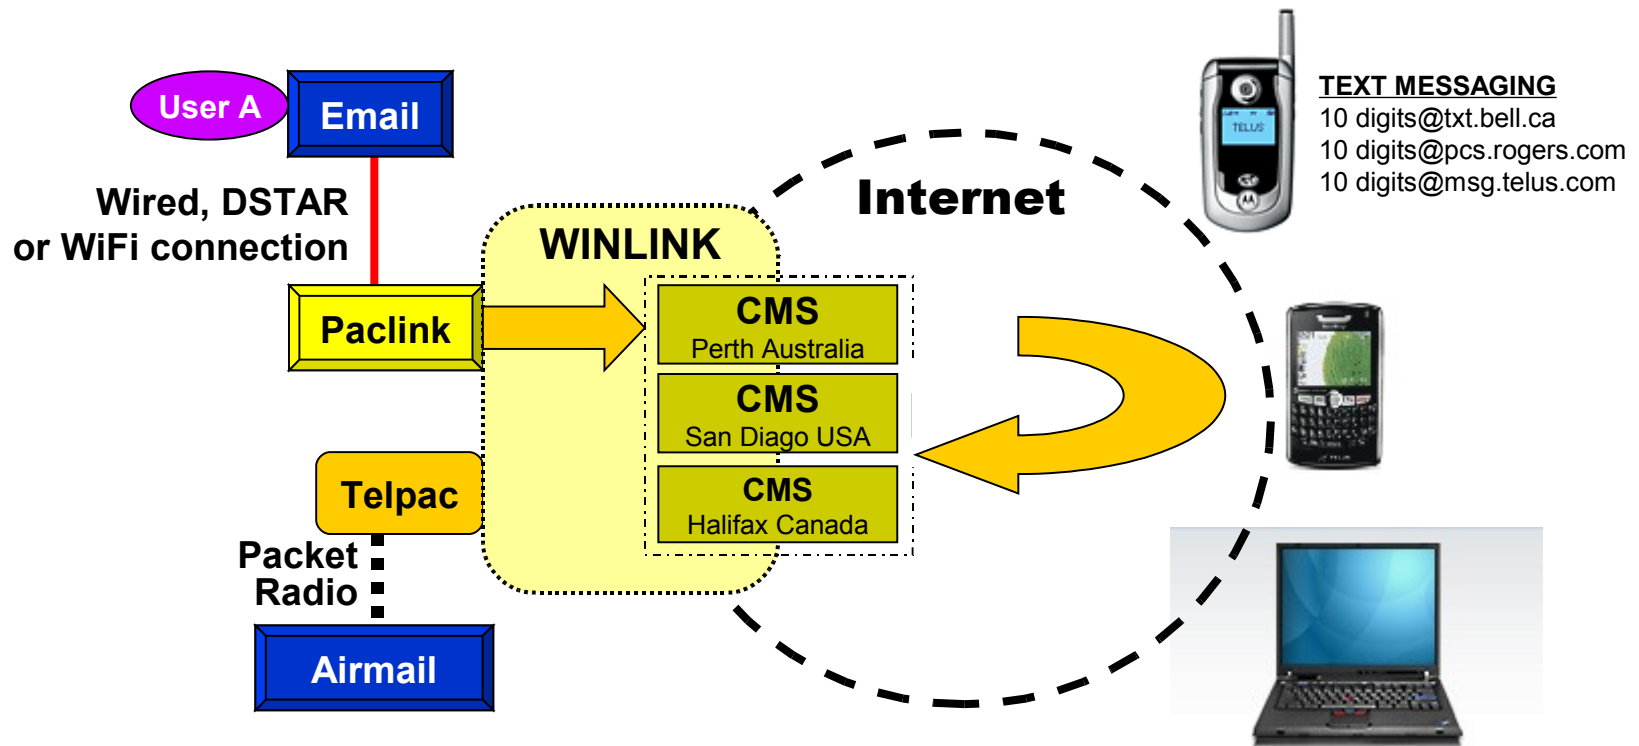 User A
Email
Wired, DSTAR
or WiFi connection
Paclink
WINLINK
CMS
Perth Australia
CMS
San Diago USA
CMS
Halifax Canada
Telpac
Packet
Radio
Airmail
Internet
TELUS
TEXT MESSAGING
10 digits@txt.bell.ca
10 digits@pcs.rogers.com
10 digits@msg.telus.com
TELUS